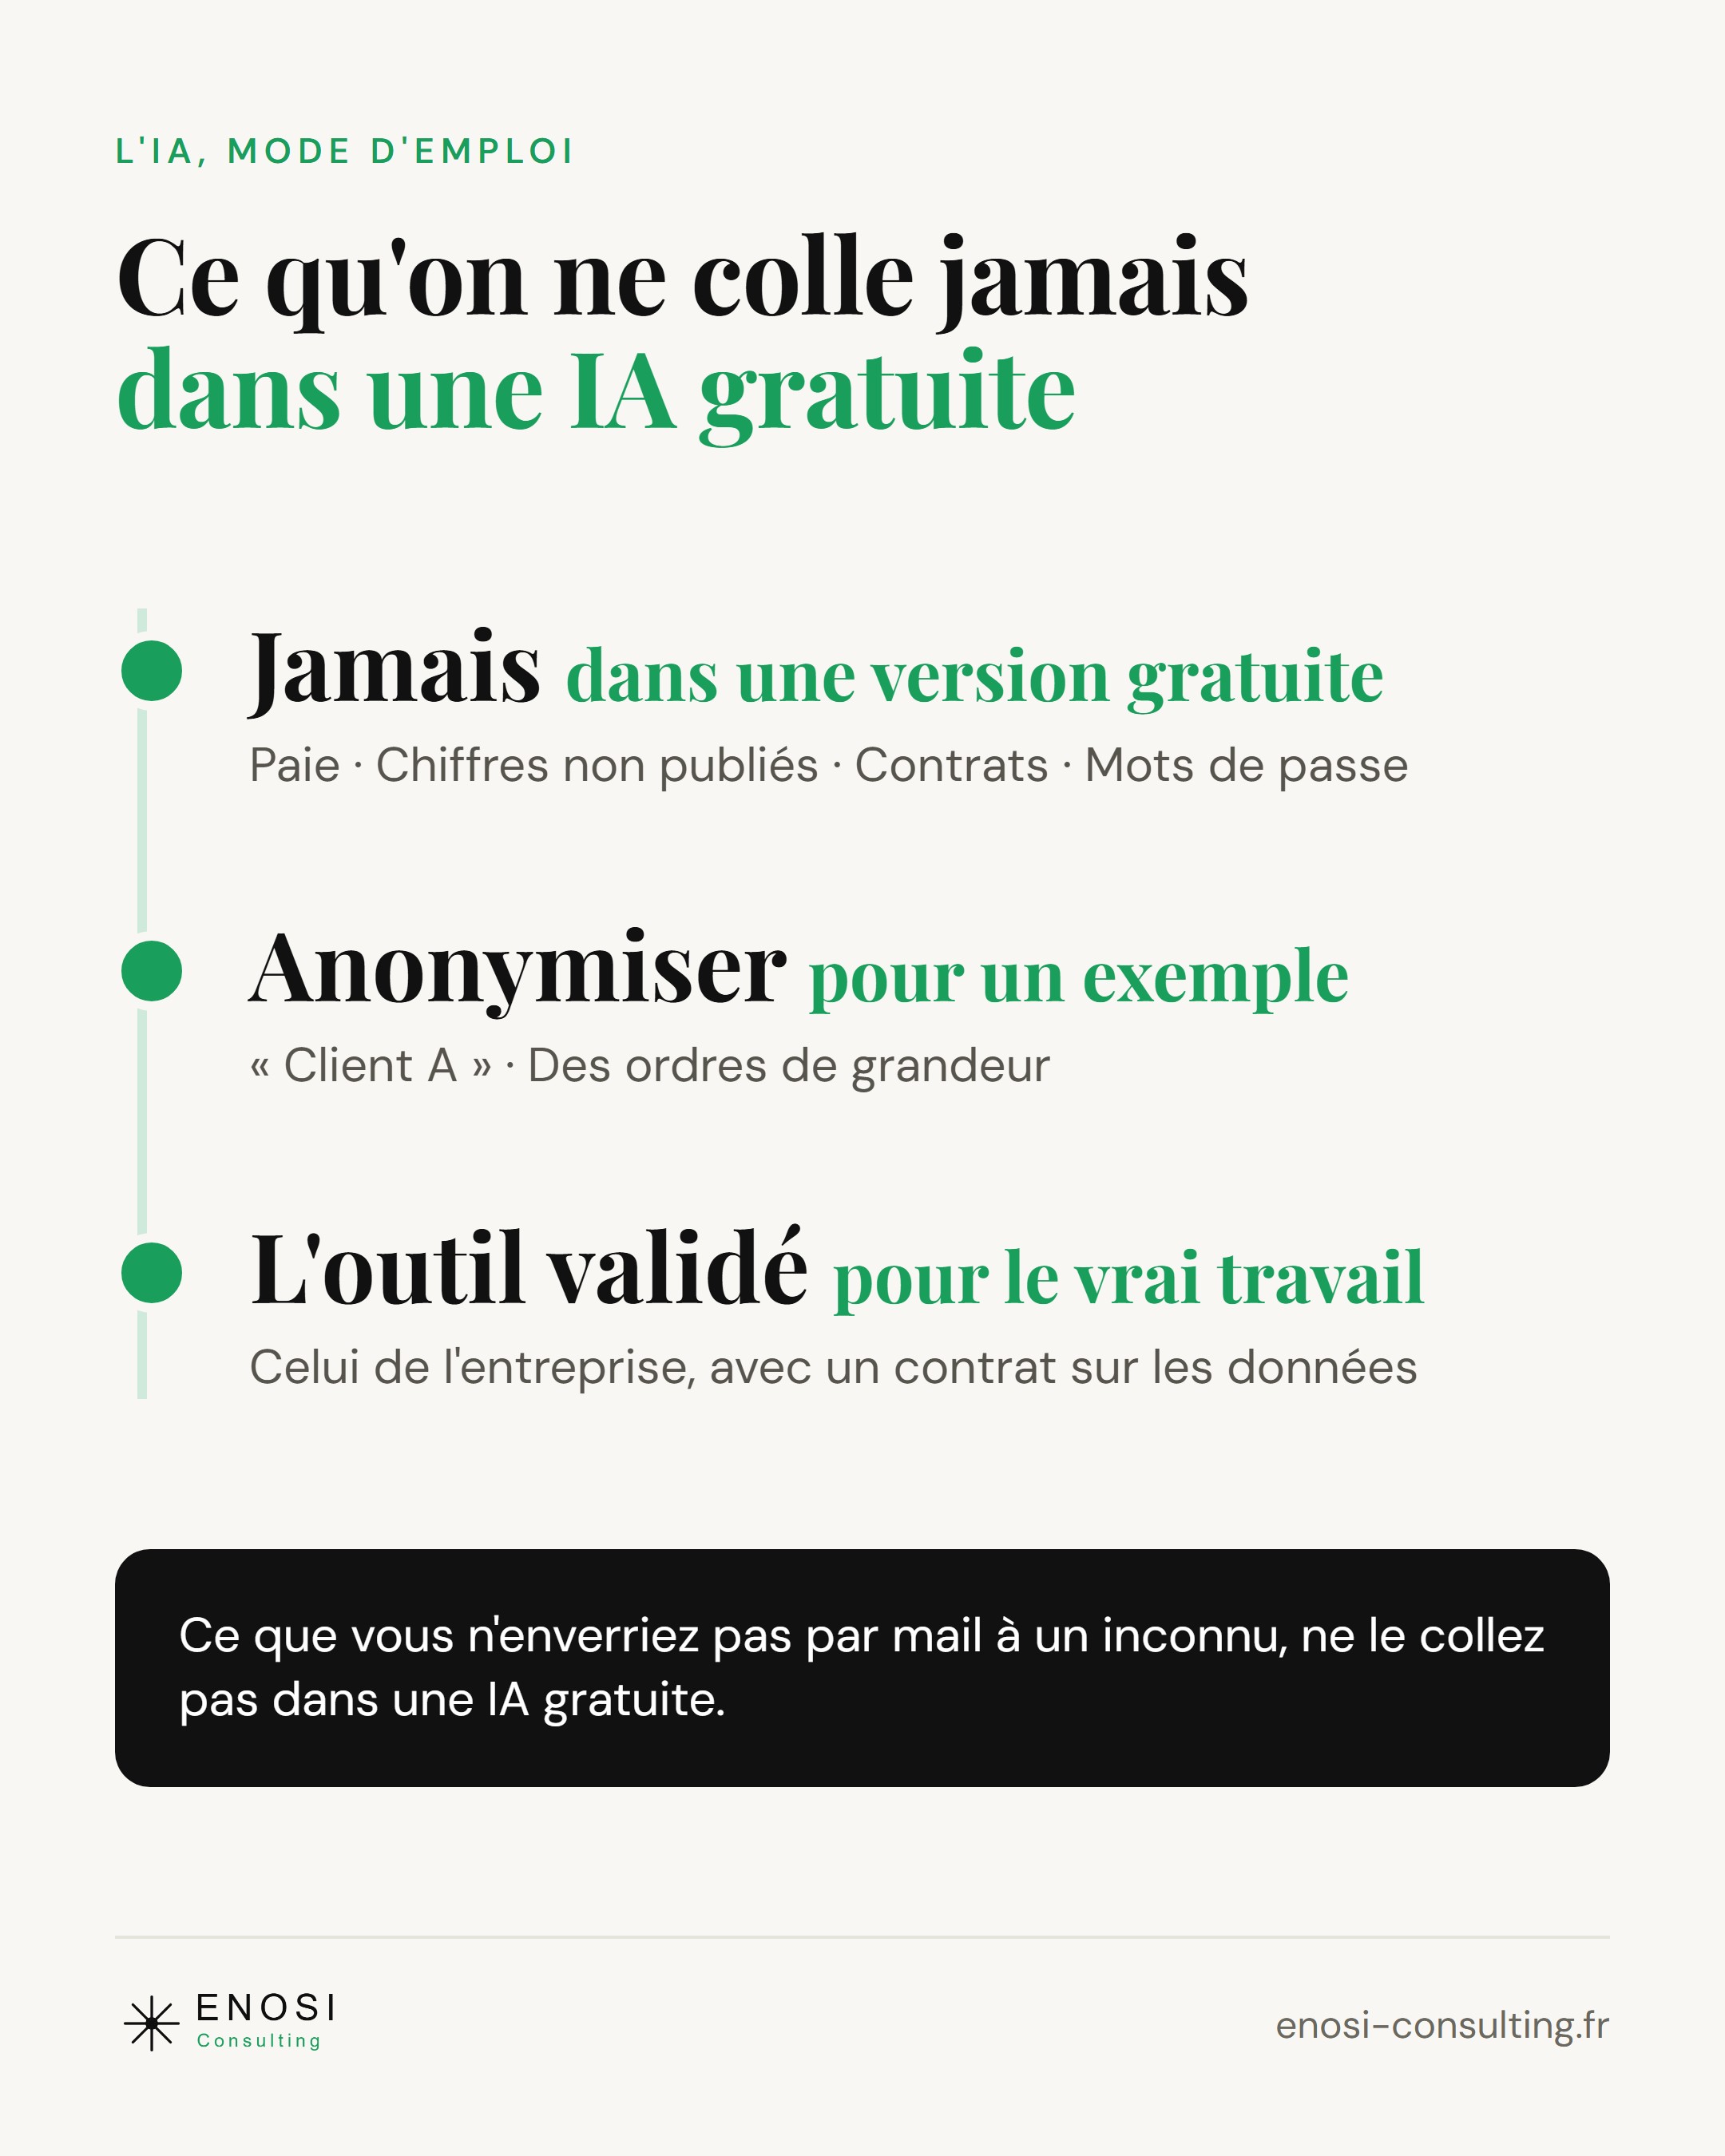 L'IA, MODE D'EMPLOI
Ce qu'on ne colle jamais
dans une IA gratuite
Jamais dans une version gratuite
Paie · Chiffres non publiés · Contrats · Mots de passe
Anonymiser pour un exemple
« Client A » · Des ordres de grandeur
L'outil validé pour le vrai travail
Celui de l'entreprise, avec un contrat sur les données
Ce que vous n'enverriez pas par mail à un inconnu, ne le collez
pas dans une IA gratuite.
ENOSI
Consulting
enosi-consulting.fr